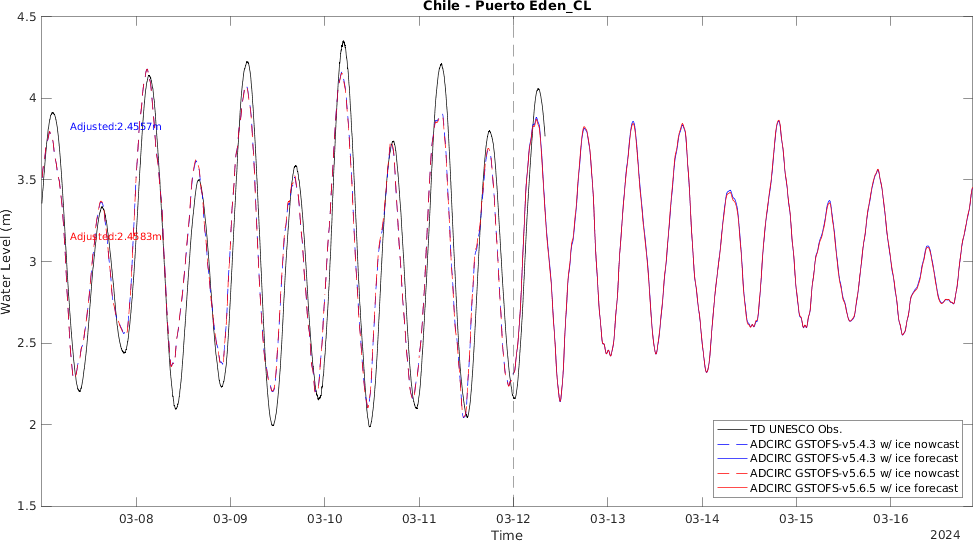 Chile - Puerto Eden_CL
4.5
4
3.5
3
2.5
2
1.5
Water Level (m)
Adjusted:2.4557m
Adjusted:2.4583m
TD UNESCO Obs.
ADCIRC GSTOFS-v5.4.3 w/ ice nowcast
ADCIRC GSTOFS-v5.4.3 w/ ice forecast
ADCIRC GSTOFS-v5.6.5 w/ ice nowcast
ADCIRC GSTOFS-v5.6.5 w/ ice forecast
03-08 03-09 03-10 03-11 03-12 03-13 03-14 03-15 03-16
Time
2024